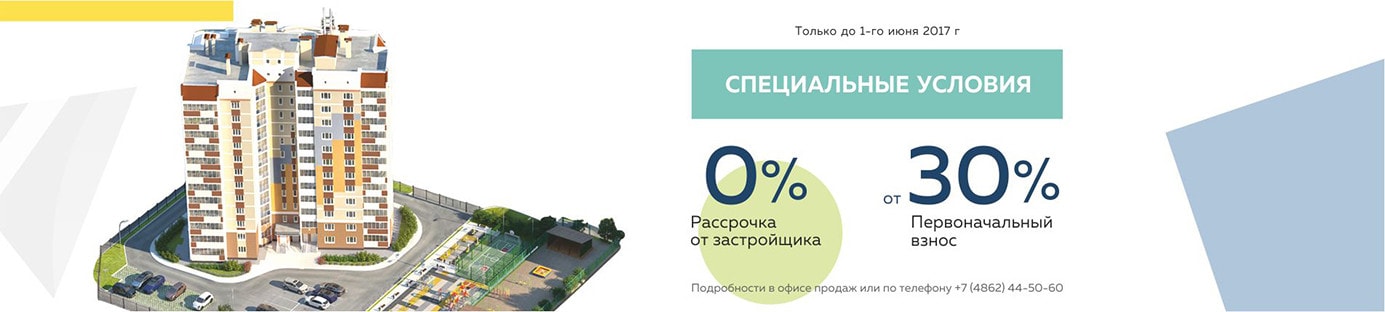 Только до 1-го июня 2017 г
СПЕЦИАЛЬНЫЕ УСЛОВИЯ
0%
Рассрочка
от застройщика
от 30%
Первоначальный
взнос
Подробности в офисе продаж или по телефону +7 (4862) 44-50-60